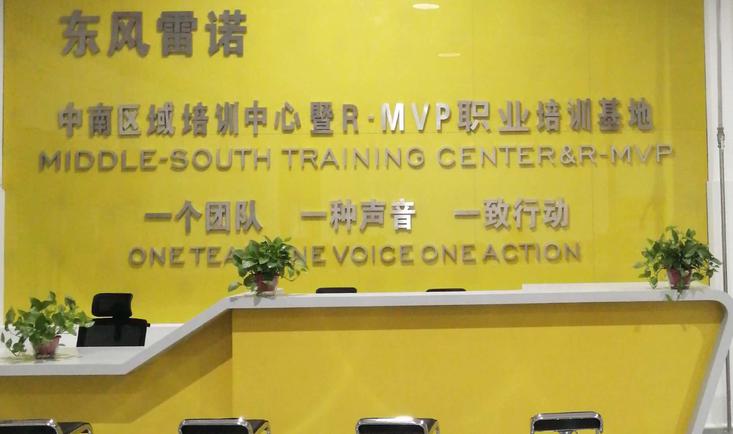 东风雷诺
中南区域培训中心暨R·MVP职业培训基地
MIDDLE-SOUTH TRAINING CENTER&R-MVP
一个团队 一种声音 一致行动
ONE TEA NE VOICE ONE ACTION